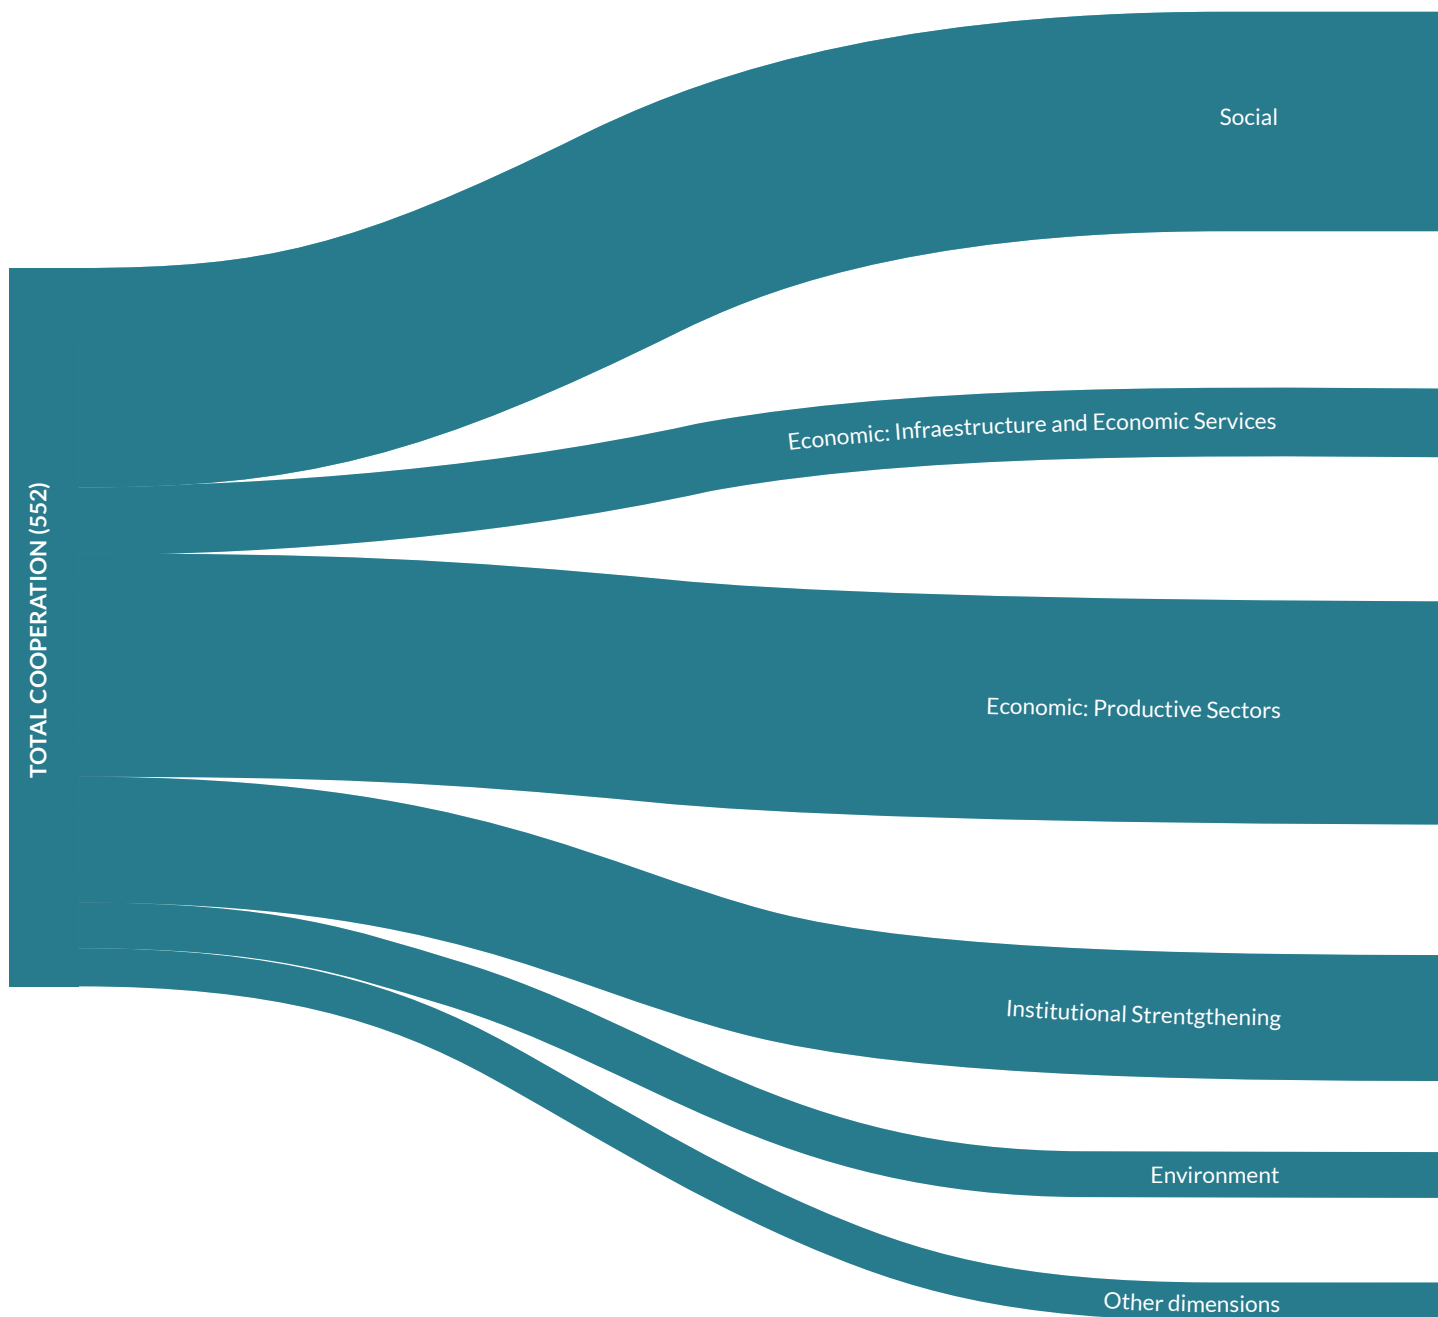 TOTAL COOPERATION (552)
Social
Economic: Infraestructure and Economic Services
Economic: Productive Sectors
Institutional Strentgthening
Environment
Other dimensions